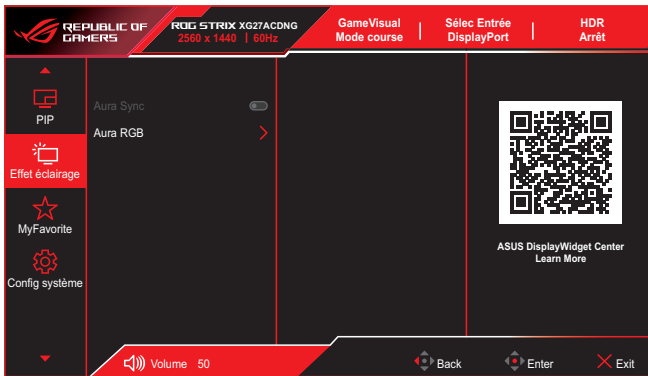 REPUBLIC OF
GAMERS
ROG STRIX XG27ACDNG
2560 x 1440 | 60Hz
GameVisual
Mode course
Sélec Entrée
DisplayPort
HDR
Arrêt
PIP
Effet éclairage
MyFavorite
Config système
Aura Sync
Aura RGB
ASUS DisplayWidget Center
Learn More
Volume 50
Back
Enter
Exit